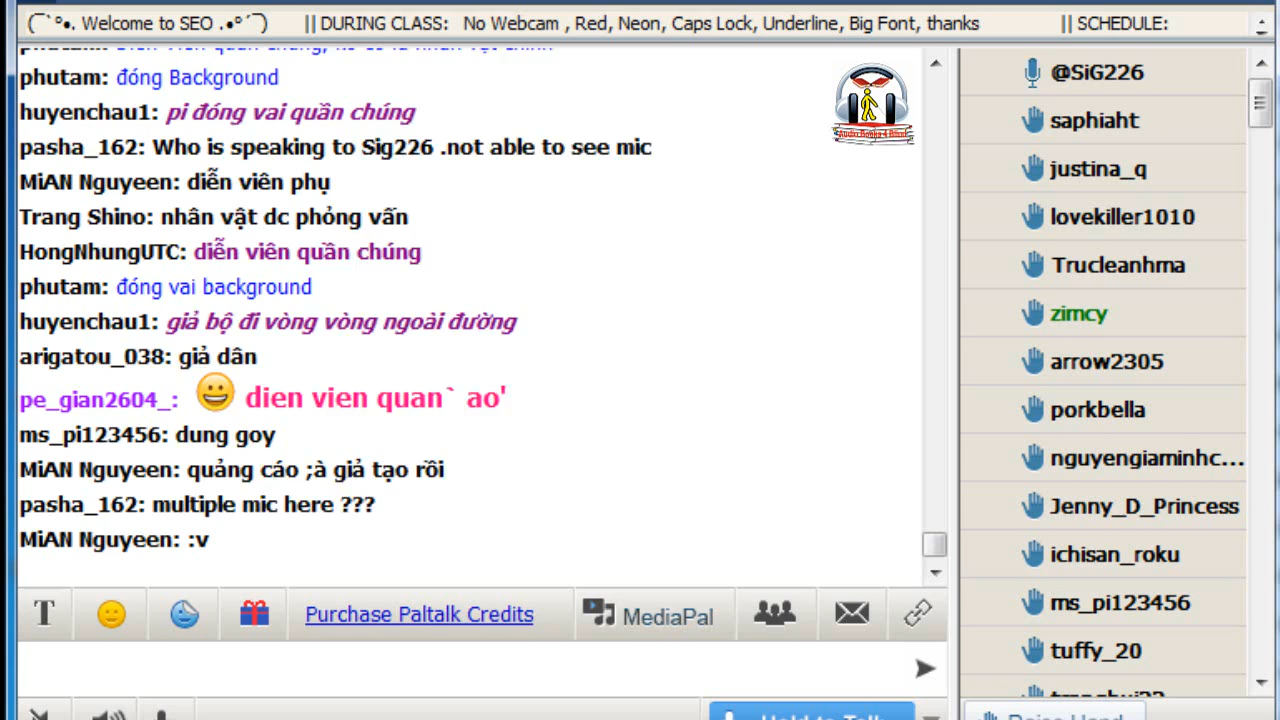 (¯`°•. Welcome to SEO .•°´¯) || DURING CLASS: No Webcam , Red, Neon, Caps Lock, Underline, Big Font, thanks || SCHEDULE:
phutam: đóng Background
huyenchau1: pi đóng vai quần chúng
pasha_162: Who is speaking to Sig226 .not able to see mic
MiAN Nguyeen: diễn viên phụ
Trang Shino: nhân vật dc phỏng vấn
HongNhungUTC: diễn viên quần chúng
phutam: đóng vai background
huyenchau1: giả bộ đi vòng vòng ngoài đường
arigatou_038: giả dân
pe_gian2604_: dien vien quan` ao'
ms_pi123456: dung goy
MiAN Nguyeen: quảng cáo ;à giả tạo rồi
pasha_162: multiple mic here ???
MiAN Nguyeen: :v
T
Purchase Paltalk Credits
MediaPal
Hold to Talk
@SiG226
saphiaht
justina_q
lovekiller1010
Trucleanhma
zimcy
arrow2305
porkbella
nguyengiaminhc...
Jenny_D_Princess
ichisan_roku
ms_pi123456
tuffy_20
Raise Hand